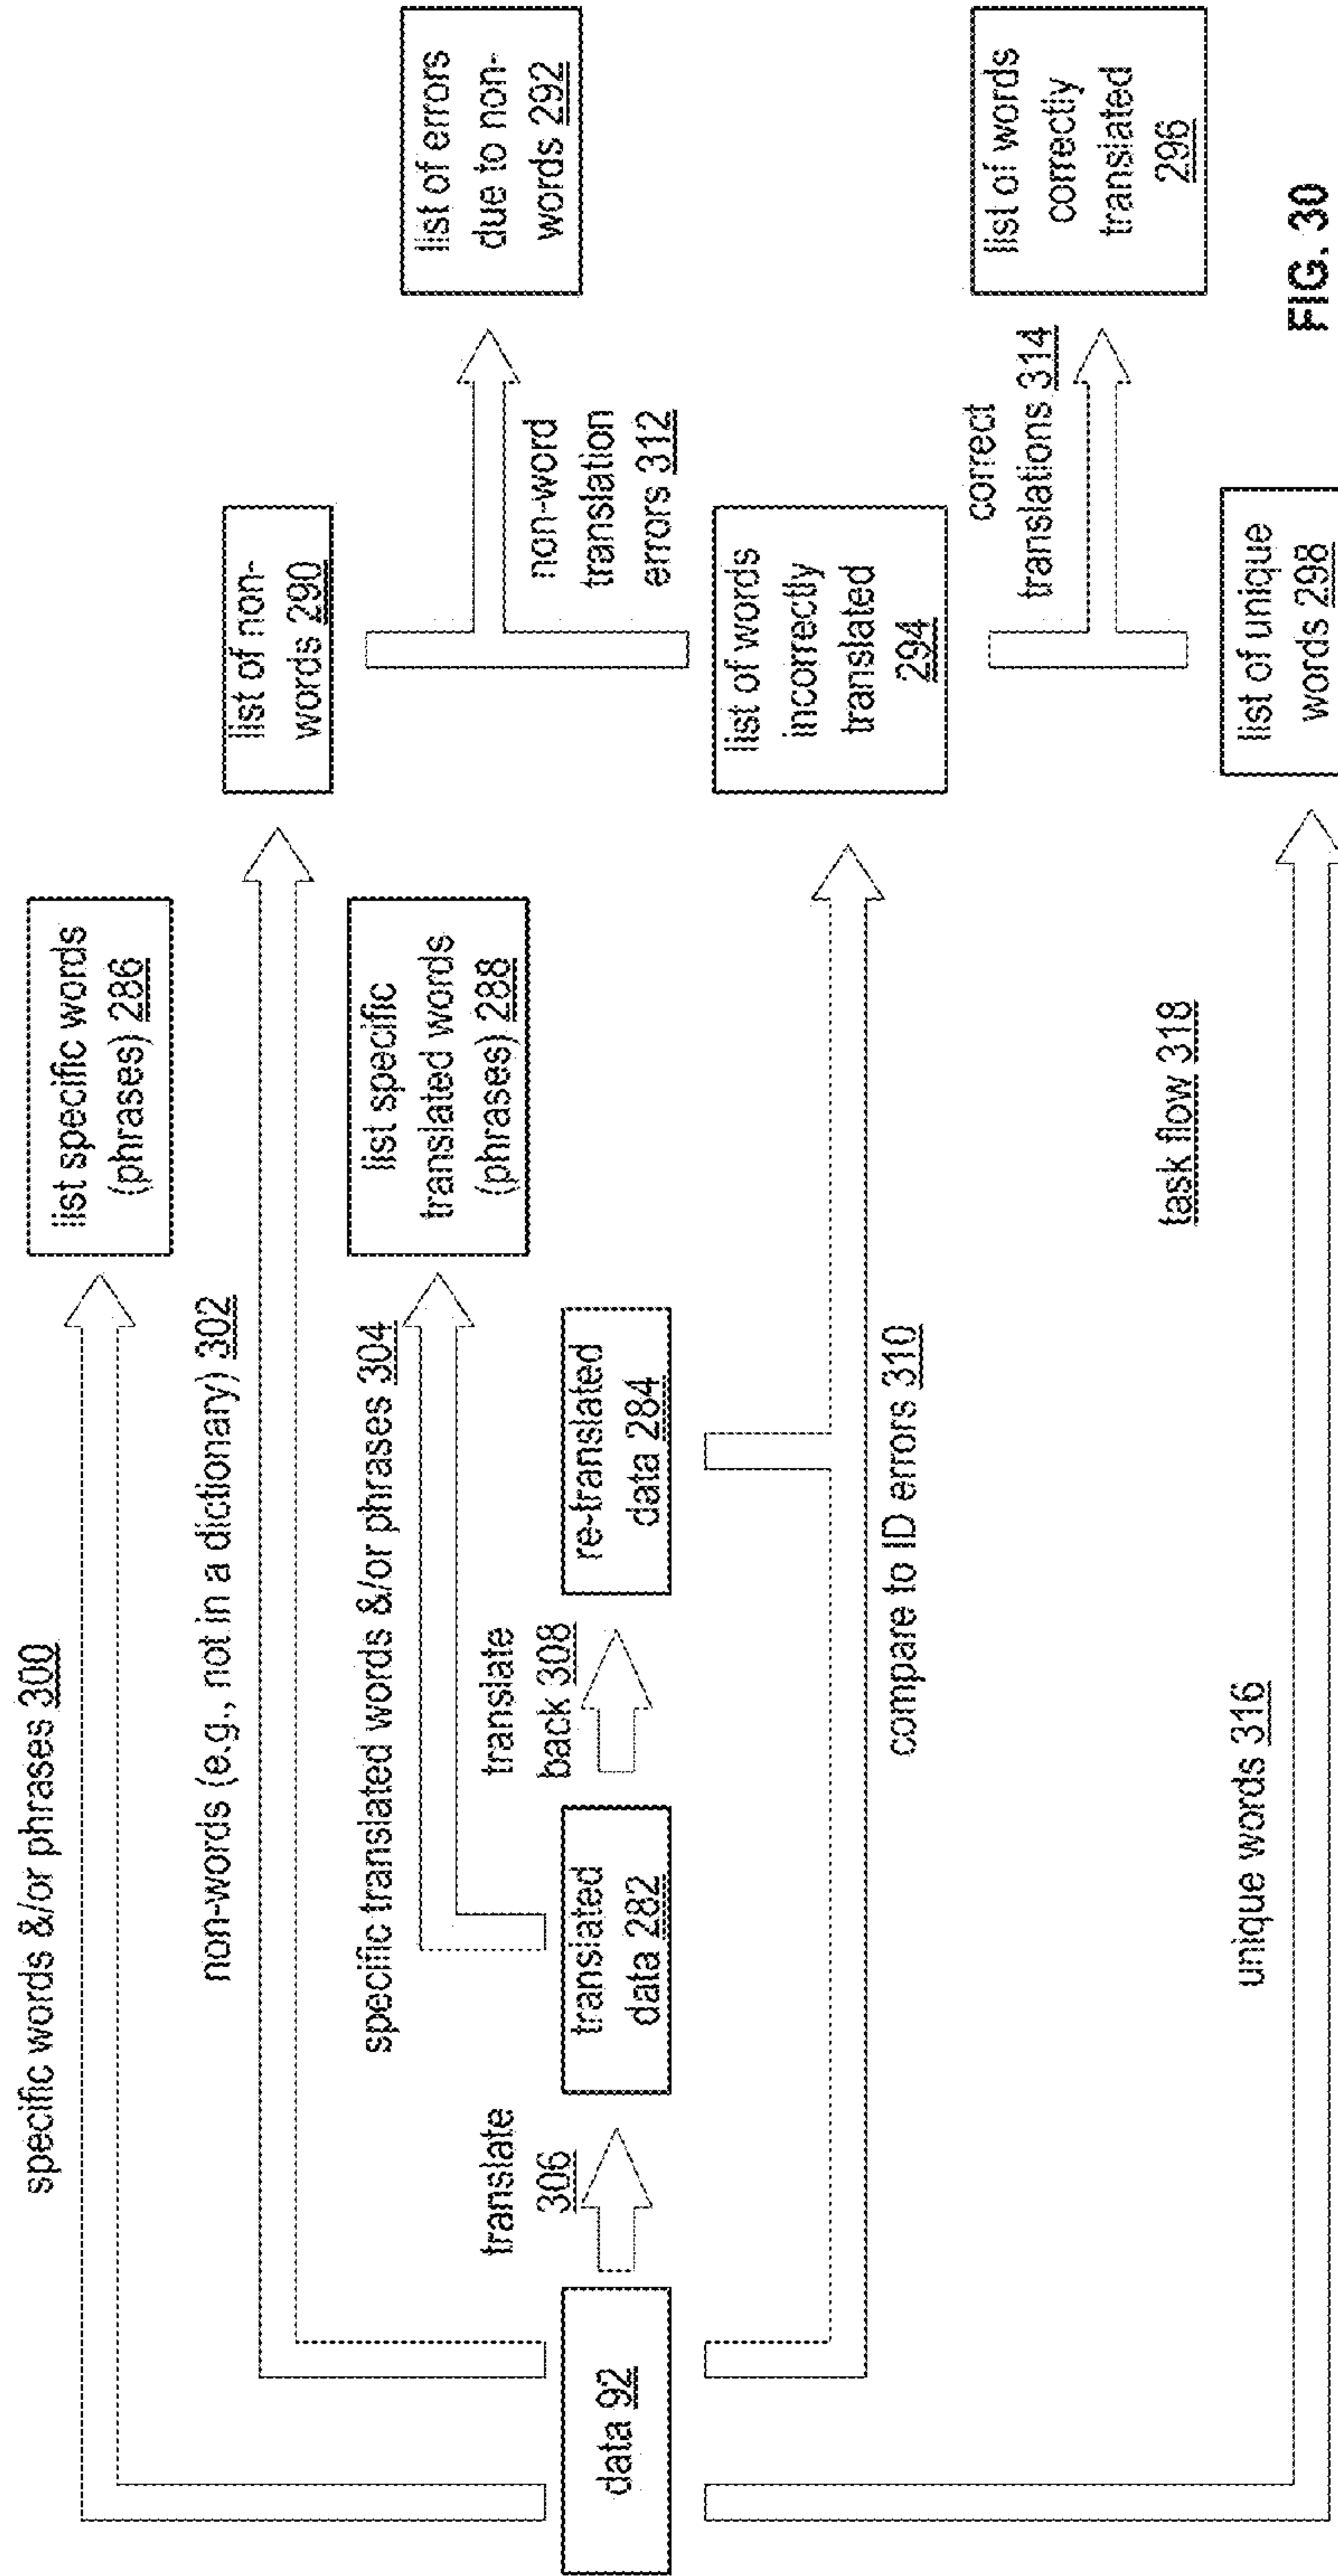 specific words &/or phrases 300
list specific words
(phrases) 286
non-words (e.g., not in a dictionary) 302
list of non-
words 290
specific translated words &/or phrases 304
list specific
translated words
(phrases) 288
list of errors
due to non-
words 292
non-word
translation
errors 312
data 92
translate
306
translated
data 282
translate
back 308
re-translated
data 284
compare to ID errors 310
list of words
incorrectly
translated
294
correct
translations 314
list of words
correctly
translated
296
task flow 318
unique words 316
list of unique
words 298
FIG. 30